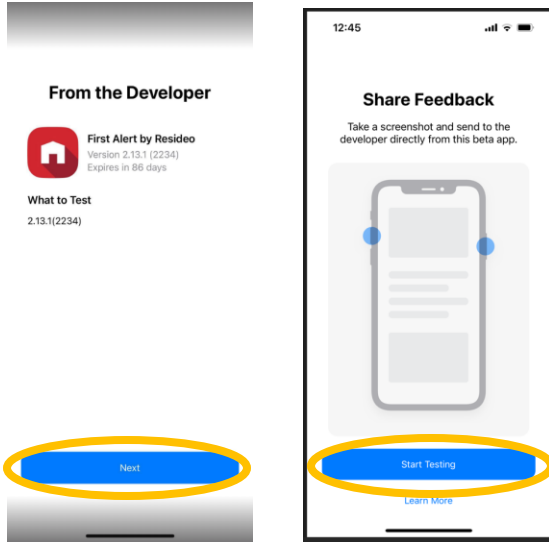 From the Developer
First Alert by Resideo
Version 2.13.1 (2234)
Expires in 86 days
What to Test
2.13.1(2234)
Next
12:45
Share Feedback
Take a screenshot and send to the
developer directly from this beta app.
Start Testing
Learn More